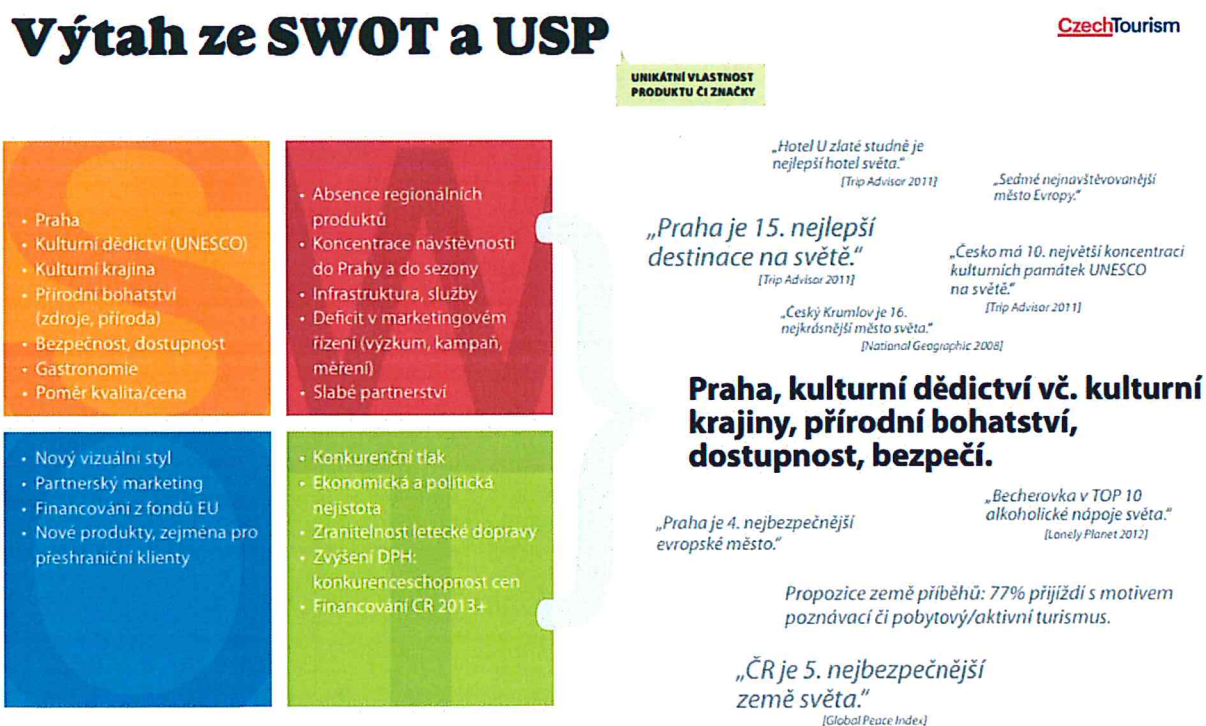 Výtah ze SWOT a USP
CzechTourism
UNIKÁTNÍ VLASTNOST
PRODUKTU ČI ZNAČKY
• Praha
• Kulturní dědictví (UNESCO)
• Kulturní krajina
• Přírodní bohatství
(zdroje, příroda)
• Bezpečnost, dostupnost
• Gastronomie
• Poměr kvalita/cena
• Absence regionálních
produktů
• Koncentrace návštěvnosti
do Prahy a do sezony
• Infrastruktura, služby
• Deficit v marketingovém
řízení (výzkum, kampaň,
měření)
• Slabé partnerství
• Nový vizuální styl
• Partnerský marketing
• Financování z fondů EU
• Nové produkty, zejména pro
přeshraniční klienty
• Konkurenční tlak
• Ekonomická a politická
nejistota
• Zranitelnost letecké dopravy
• Zvýšení DPH:
konkurenceschopnost cen
• Financování CR 2013+
S
W
O
T
„Hotel U zlaté studně je
nejlepší hotel světa.“
[Trip Advisor 2011]
„Sedmé nejnavštěvovanější
město Evropy.“
„Praha je 15. nejlepší
destinace na světě.“
[Trip Advisor 2011]
„Česko má 10. největší koncentraci
kulturních památek UNESCO
na světě.“
[Trip Advisor 2011]
„Český Krumlov je 16.
nejkrásnější město světa.“
[National Geographic 2008]
Praha, kulturní dědictví vč. kulturní
krajiny, přírodní bohatství,
dostupnost, bezpečí.
„Becherovka v TOP 10
alkoholické nápoje světa.“
[Lonely Planet 2012]
„Praha je 4. nejbezpečnější
evropské město.“
Propozice země příběhů: 77% přijíždí s motivem
poznávací či pobytový/aktivní turismus.
„ČR je 5. nejbezpečnější
země světa.“
[Global Peace Index]